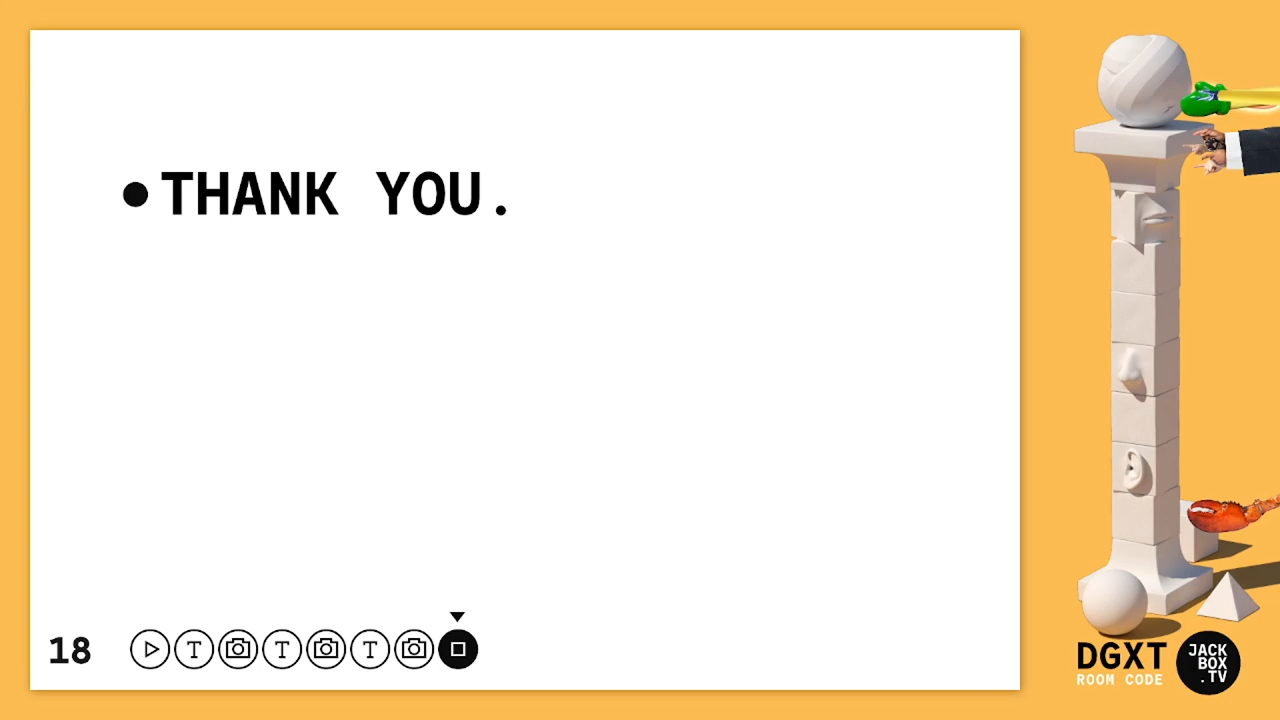 ● THANK YOU.
18
T T T
DGXT
ROOM CODE
JACK
BOX
.TV